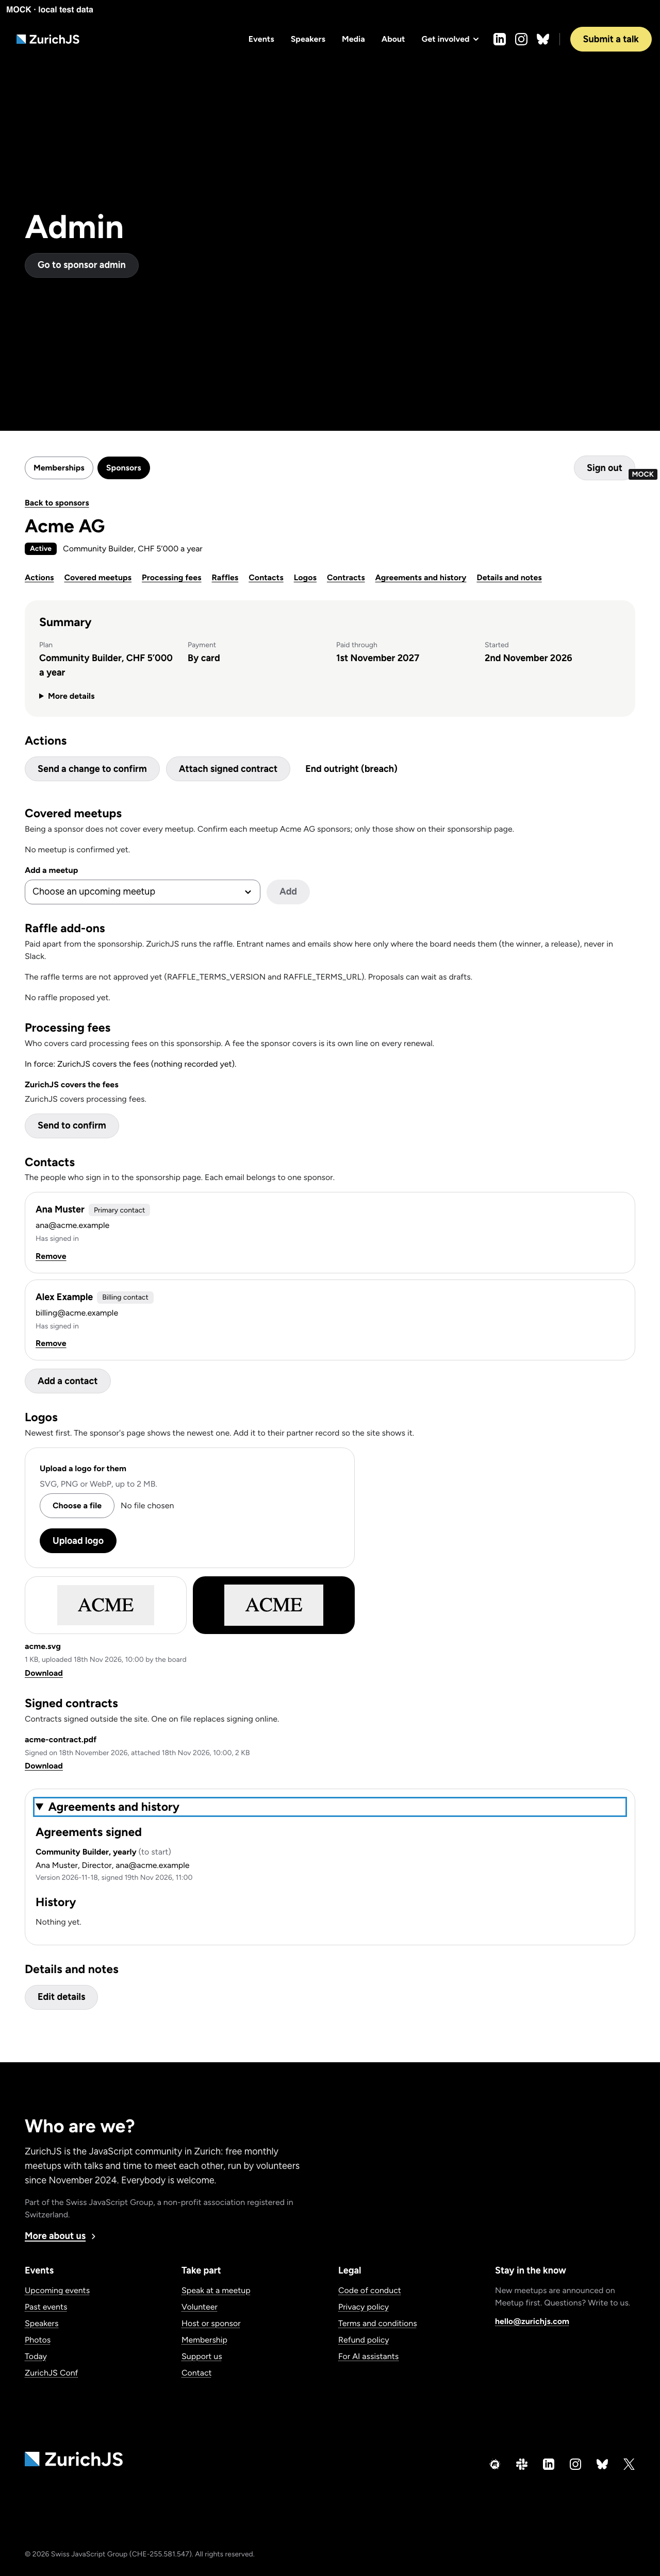 MOCK · local test data
ZurichJS
Events
Speakers
Media
About
Get involved
Submit a talk
Admin
Go to sponsor admin
Memberships
Sponsors
Sign out
MOCK
Back to sponsors
Acme AG
Active
Community Builder, CHF 5'000 a year
Actions
Covered meetups
Processing fees
Raffles
Contacts
Logos
Contracts
Agreements and history
Details and notes
Summary
Plan
Community Builder, CHF 5'000
a year
Payment
By card
Paid through
1st November 2027
Started
2nd November 2026
More details
Actions
Send a change to confirm
Attach signed contract
End outright (breach)
Covered meetups
Being a sponsor does not cover every meetup. Confirm each meetup Acme AG sponsors; only those show on their sponsorship page.
No meetup is confirmed yet.
Add a meetup
Choose an upcoming meetup
Add
Raffle add-ons
Paid apart from the sponsorship. ZurichJS runs the raffle. Entrant names and emails show here only where the board needs them (the winner, a release), never in
Slack.
The raffle terms are not approved yet (RAFFLE_TERMS_VERSION and RAFFLE_TERMS_URL). Proposals can wait as drafts.
No raffle proposed yet.
Processing fees
Who covers card processing fees on this sponsorship. A fee the sponsor covers is its own line on every renewal.
In force: ZurichJS covers the fees (nothing recorded yet).
ZurichJS covers the fees
ZurichJS covers processing fees.
Send to confirm
Contacts
The people who sign in to the sponsorship page. Each email belongs to one sponsor.
Ana Muster
Primary contact
ana@acme.example
Has signed in
Remove
Alex Example
Billing contact
billing@acme.example
Has signed in
Remove
Add a contact
Logos
Newest first. The sponsor's page shows the newest one. Add it to their partner record so the site shows it.
Upload a logo for them
SVG, PNG or WebP, up to 2 MB.
Choose a file
No file chosen
Upload logo
ACME
ACME
acme.svg
1 KB, uploaded 18th Nov 2026, 10:00 by the board
Download
Signed contracts
Contracts signed outside the site. One on file replaces signing online.
acme-contract.pdf
Signed on 18th November 2026, attached 18th Nov 2026, 10:00, 2 KB
Download
Agreements and history
Agreements signed
Community Builder, yearly (to start)
Ana Muster, Director, ana@acme.example
Version 2026-11-18, signed 19th Nov 2026, 11:00
History
Nothing yet.
Details and notes
Edit details
Who are we?
ZurichJS is the JavaScript community in Zurich: free monthly
meetups with talks and time to meet each other, run by volunteers
since November 2024. Everybody is welcome.
Part of the Swiss JavaScript Group, a non-profit association registered in
Switzerland.
More about us
Events
Upcoming events
Past events
Speakers
Photos
Today
ZurichJS Conf
Take part
Speak at a meetup
Volunteer
Host or sponsor
Membership
Support us
Contact
Legal
Code of conduct
Privacy policy
Terms and conditions
Refund policy
For AI assistants
Stay in the know
New meetups are announced on
Meetup first. Questions? Write to us.
hello@zurichjs.com
ZurichJS
© 2026 Swiss JavaScript Group (CHE-255.581.547). All rights reserved.